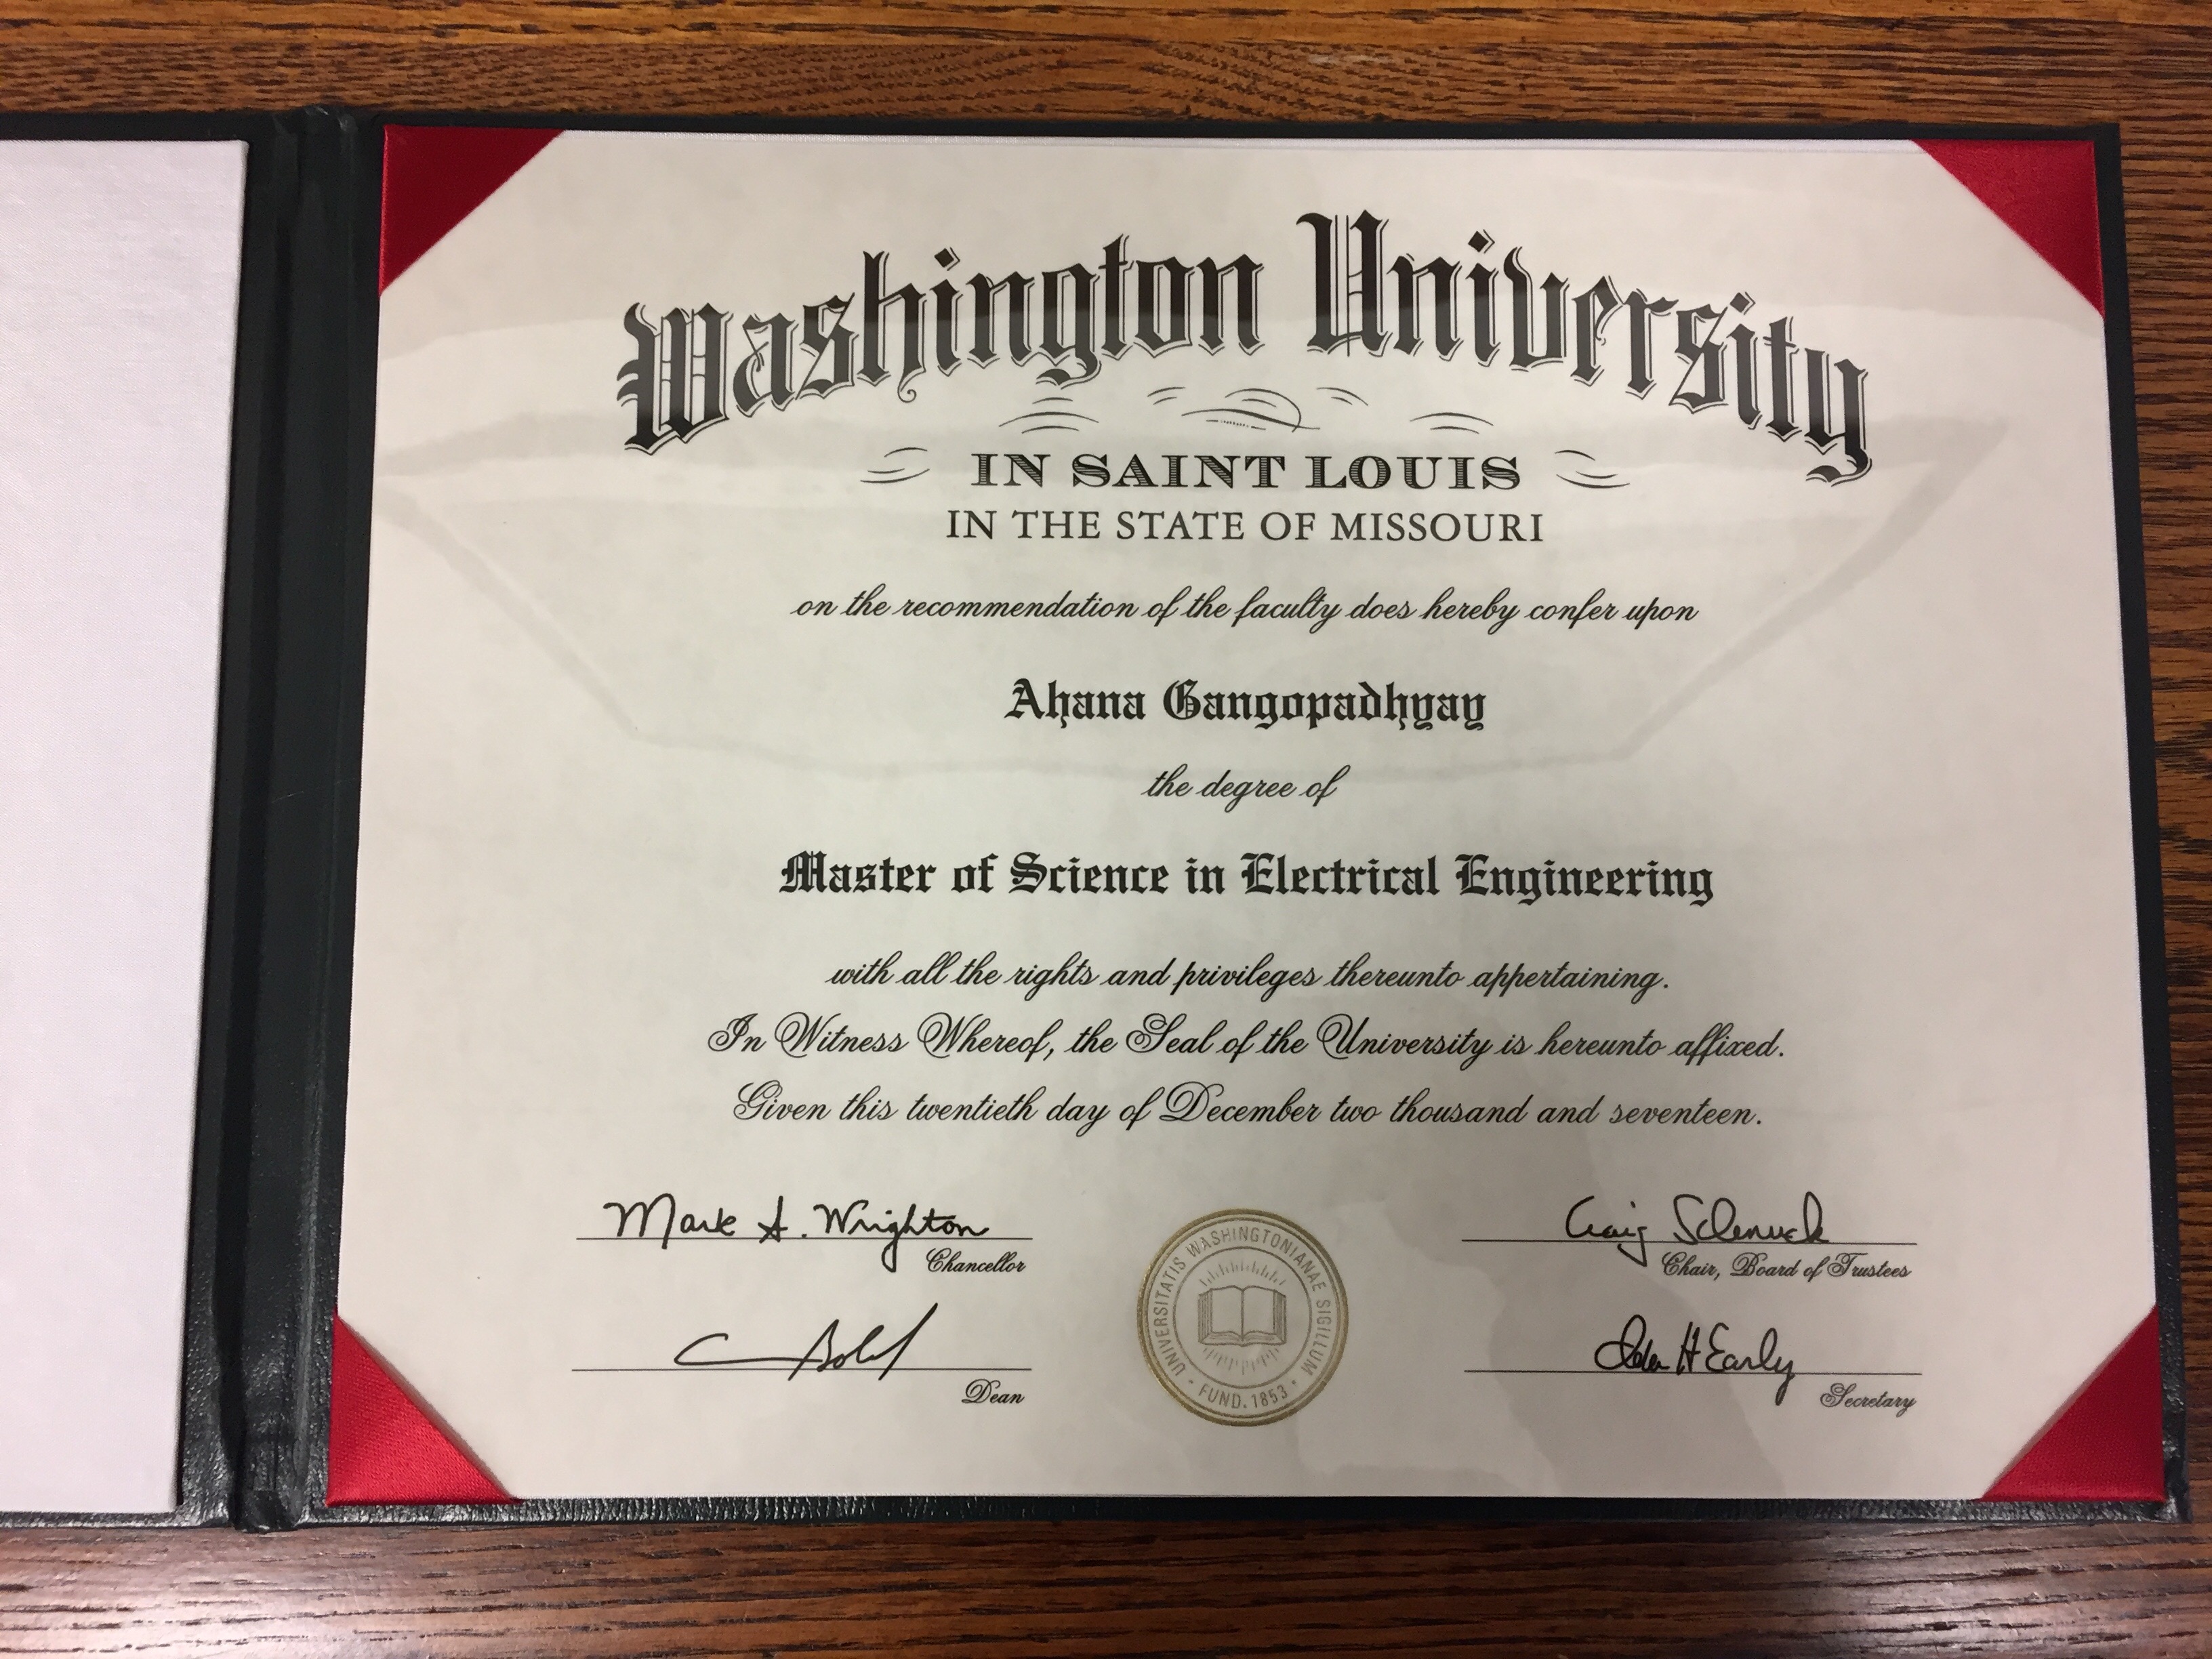 Washington University
IN SAINT LOUIS
IN THE STATE OF MISSOURI
on the recommendation of the faculty does hereby confer upon
Ahana Gangopadhyay
the degree of
Master of Science in Electrical Engineering
with all the rights and privileges thereunto appertaining.
In Witness Whereof, the Seal of the University is hereunto affixed.
Given this twentieth day of December two thousand and seventeen.
Mark S. Wrighton
Chancellor
Craig Schnuck
Chair, Board of Trustees
Dean
H Early
Secretary
UNIVERSITATIS WASHINGTONIANAE SIGILLUM
FUND. 1853